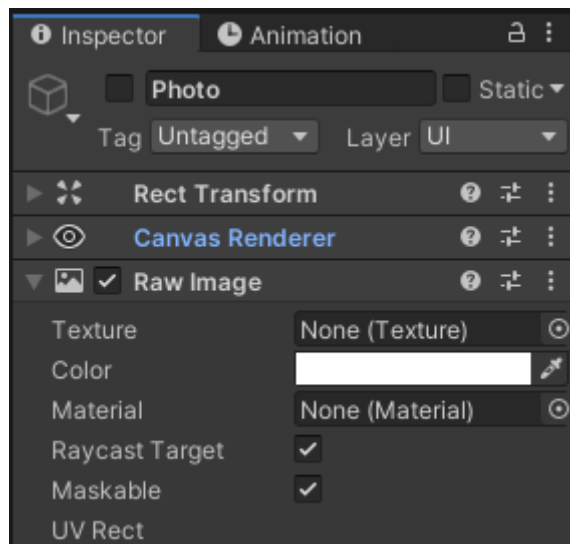 Inspector Animation
Photo Static
Tag Untagged Layer UI
Rect Transform
Canvas Renderer
Raw Image
Texture None (Texture)
Color
Material None (Material)
Raycast Target
Maskable
UV Rect